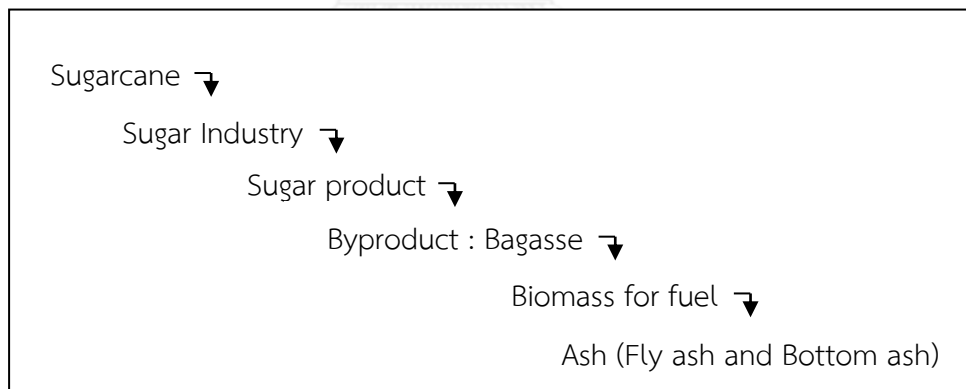 Sugarcane
Sugar Industry
Sugar product
Byproduct : Bagasse
Biomass for fuel
Ash (Fly ash and Bottom ash)